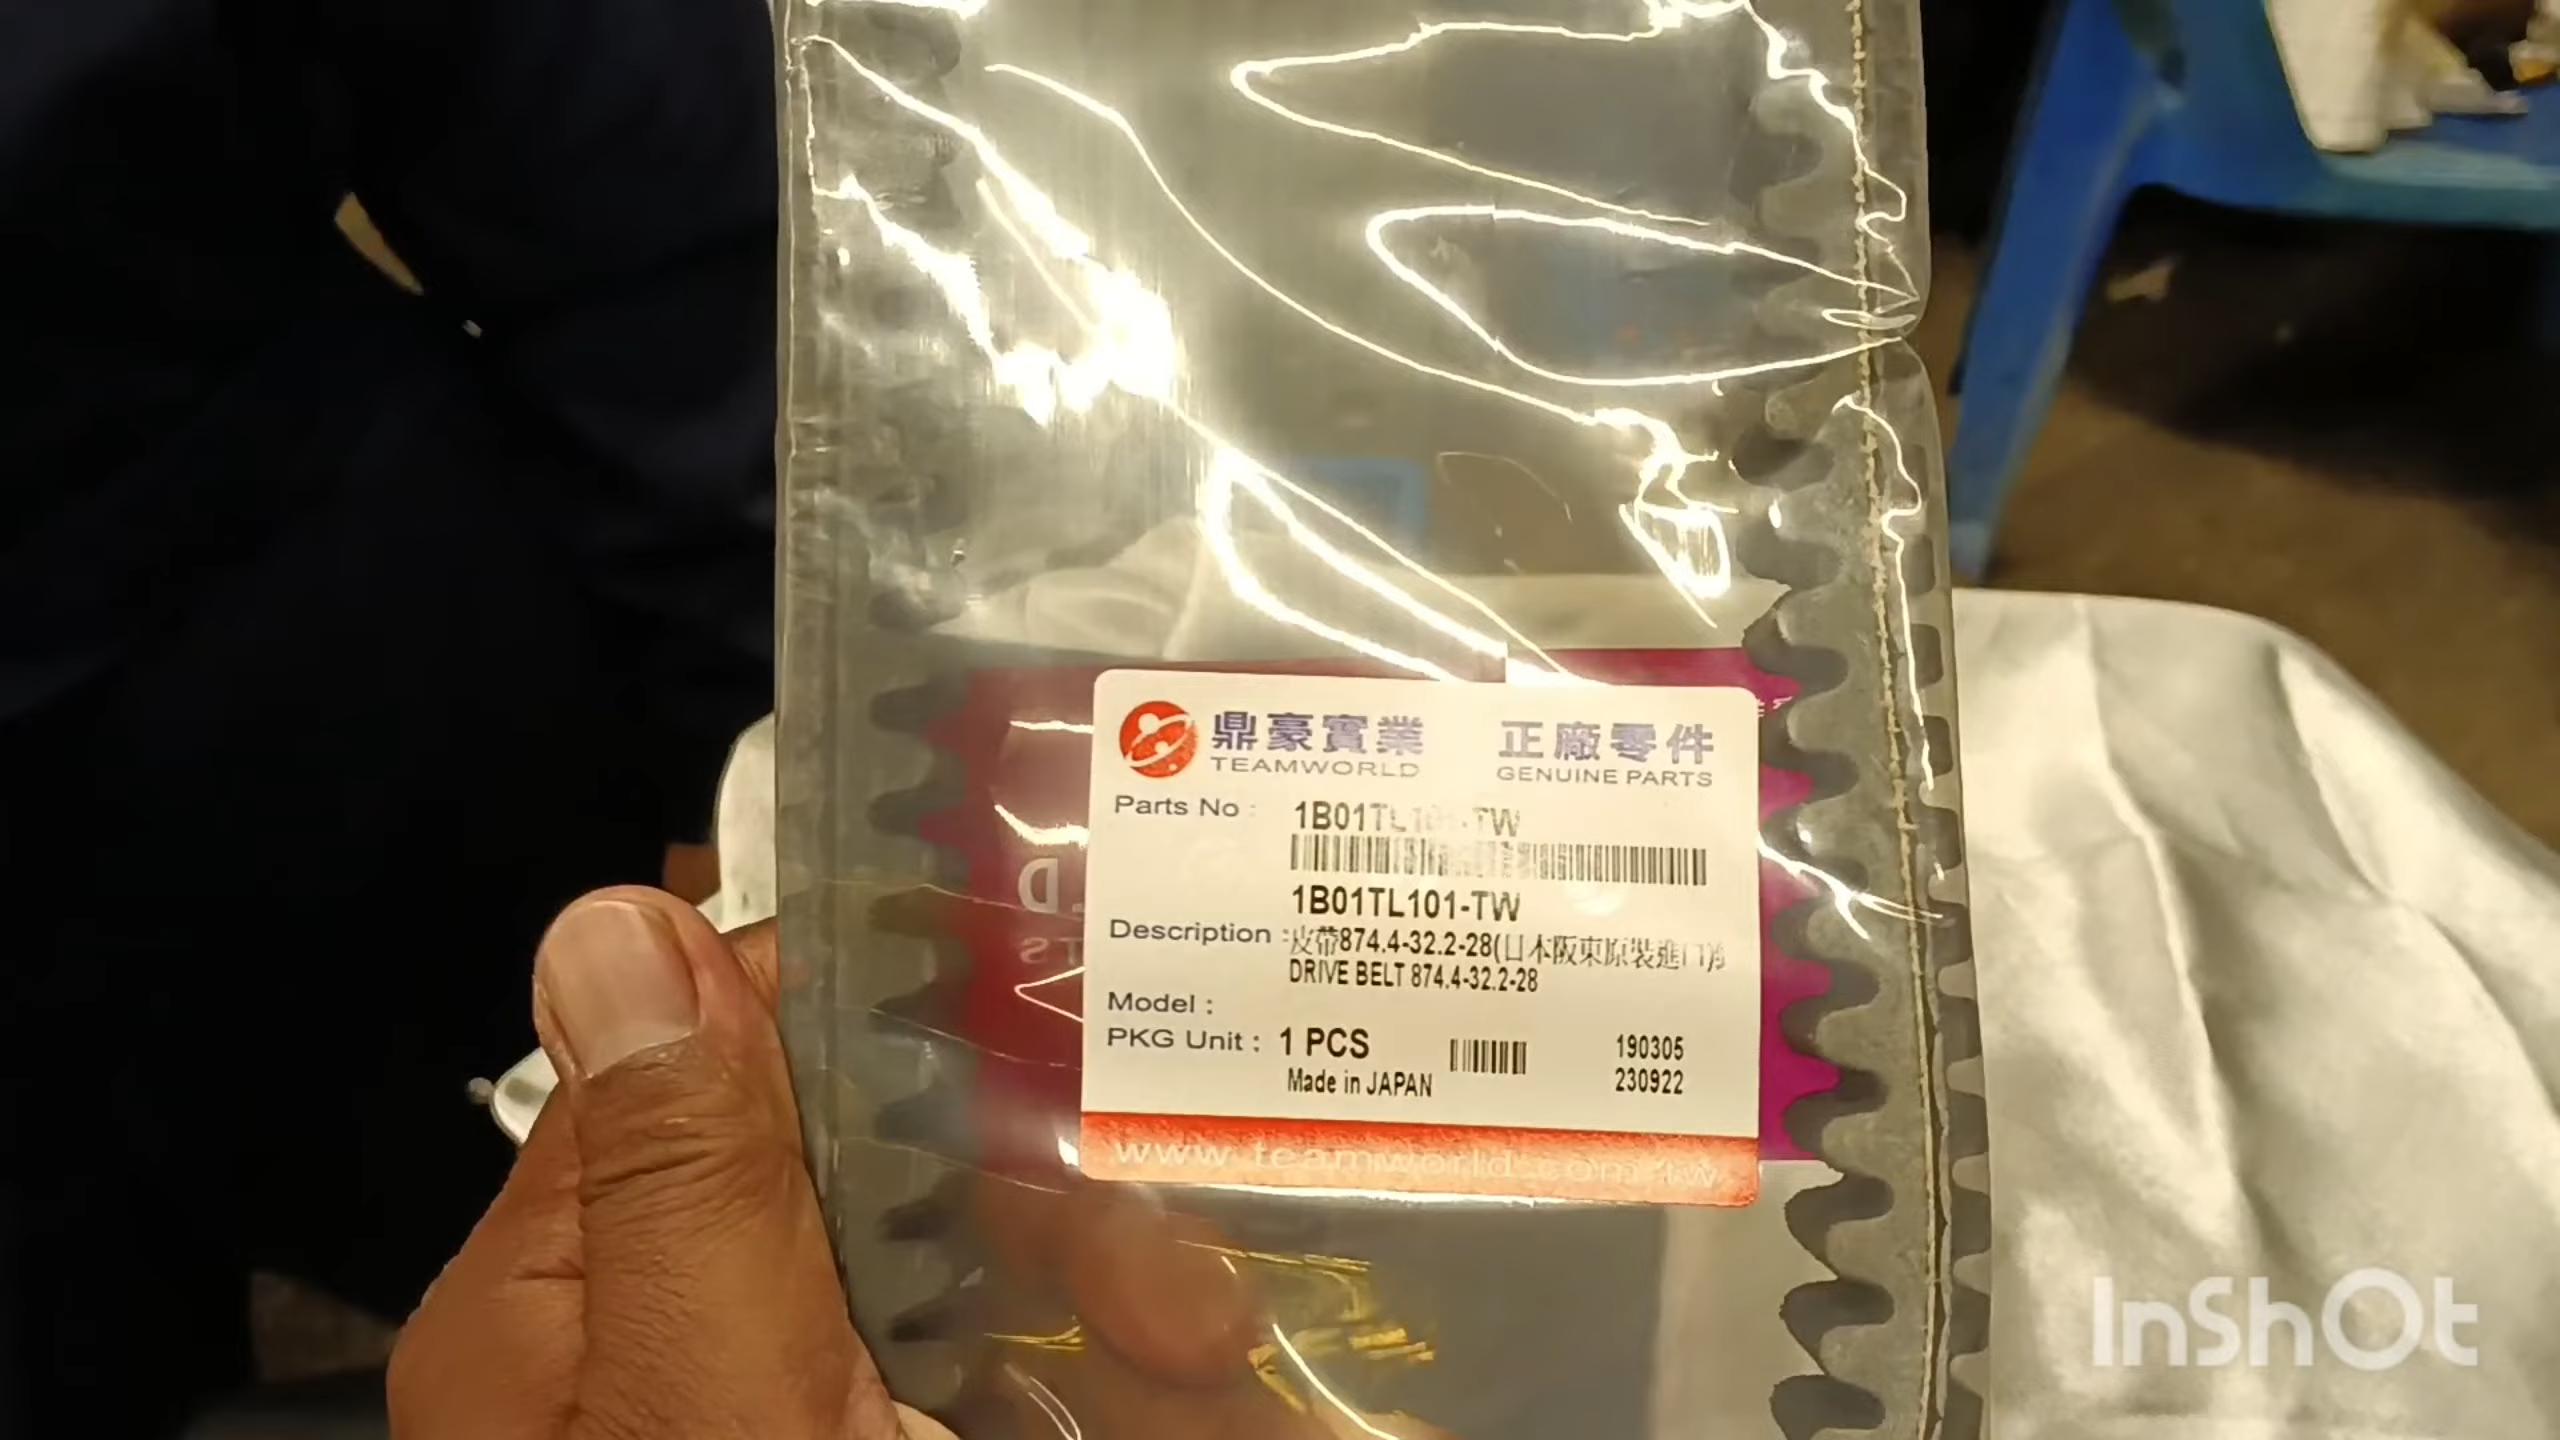 鼎豪實業 正廠零件
TEAMWORLD GENUINE PARTS
Parts No : 1B01TL101-TW
1B01TL101-TW
Description : 皮帶874.4-32.2-28(日本阪東原裝進口)
DRIVE BELT 874.4-32.2-28
Model :
PKG Unit : 1 PCS 190305
Made in JAPAN 230922
www.teamworld.com.tw
InShOt